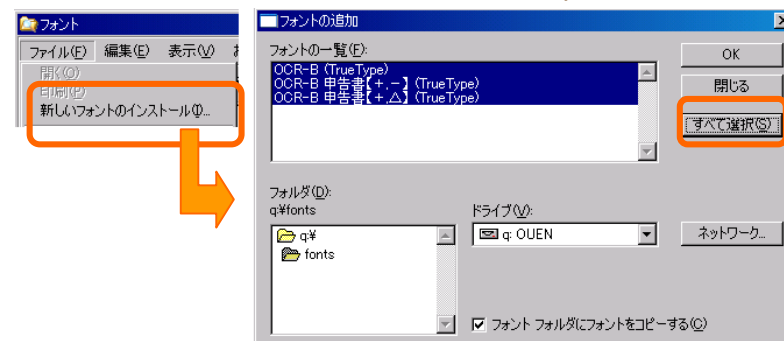 フォント
ファイル(F) 編集(E) 表示(V)
開く(O)
印刷(P)
新しいフォントのインストール(I)...
フォントの追加
フォントの一覧(F):
OCR-B (TrueType)
OCR-B 申告書【+,-】 (TrueType)
OCR-B 申告書【+,△】 (TrueType)
OK
閉じる
すべて選択(S)
フォルダ(D):
q:¥fonts
q:¥
fonts
ドライブ(V):
q: OUEN
ネットワーク...
フォント フォルダにフォントをコピーする(C)